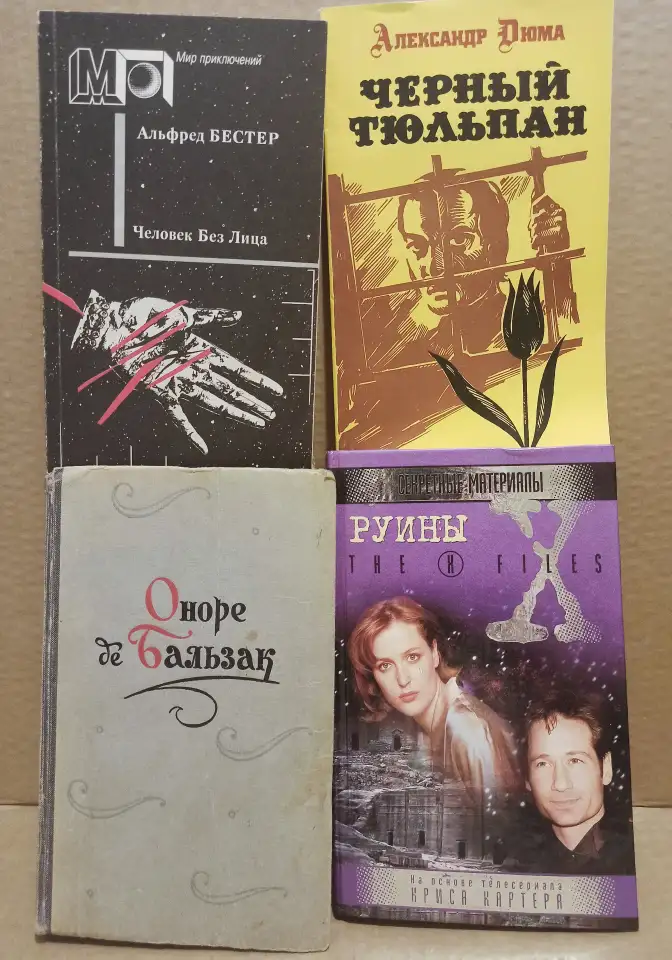 МП
Мир приключений
Альфред БЕСТЕР
Человек Без Лица
АЛЕКСАНДР ДЮМА
ЧЕРНЫЙ
ТЮЛЬПАН
Оноре
де Бальзак
СЕКРЕТНЫЕ МАТЕРИАЛЫ
РУИНЫ
THE X FILES
X
На основе телесериала
КРИСА КАРТЕРА